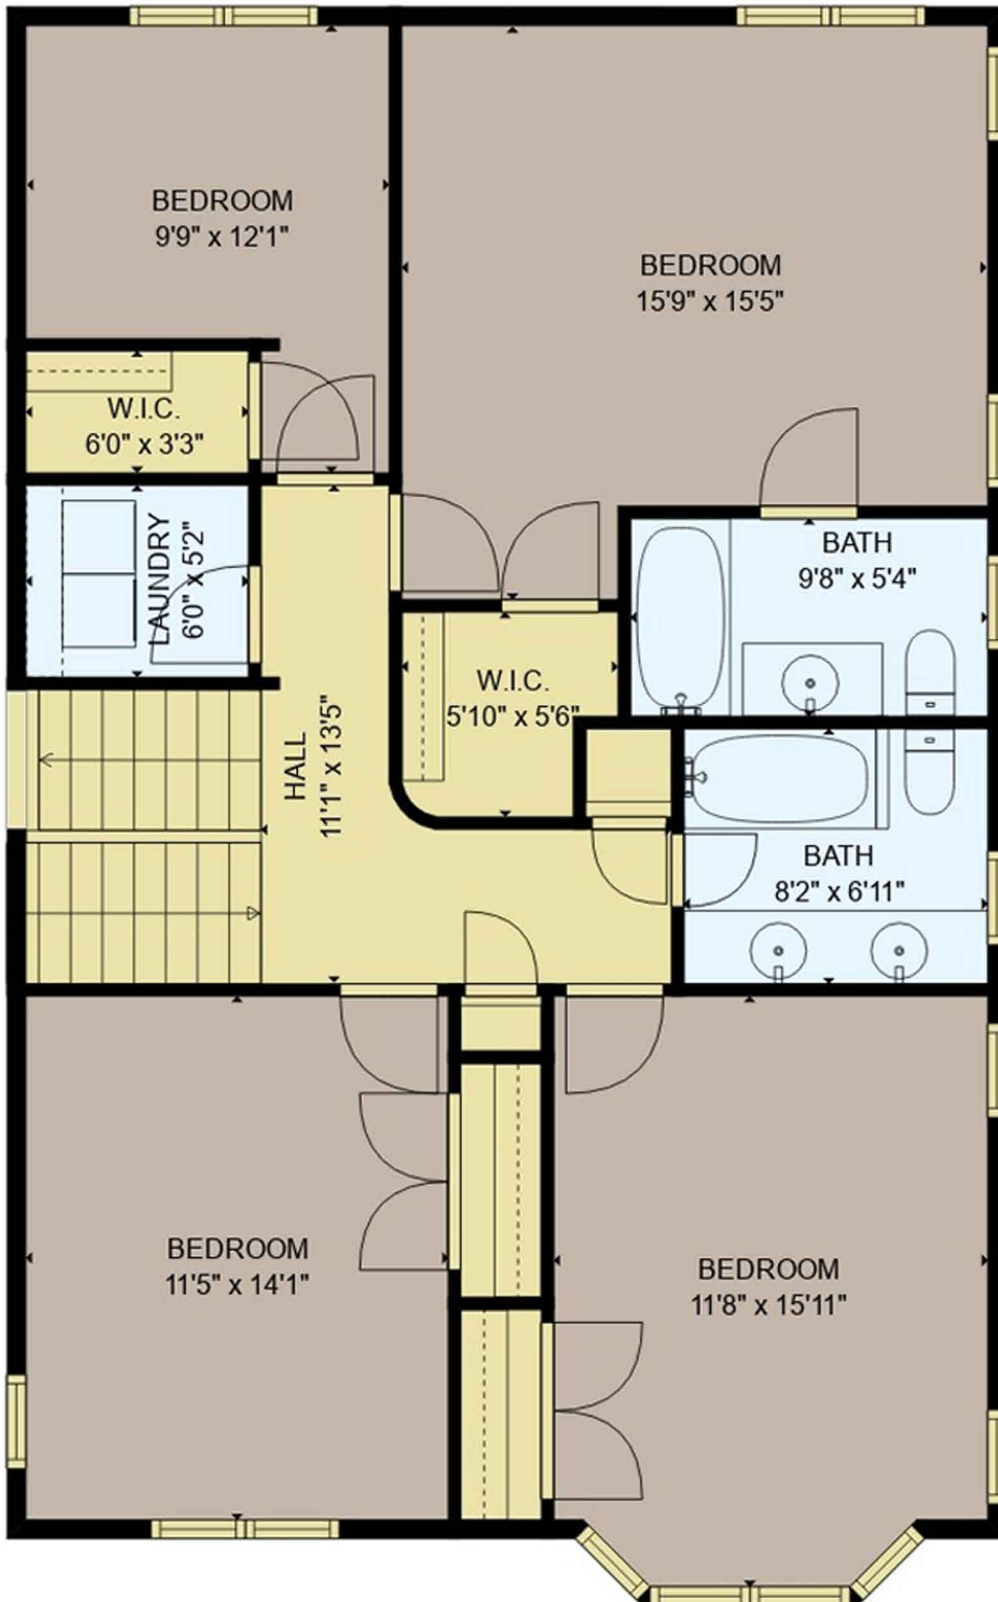 BEDROOM
9'9" x 12'1"
BEDROOM
15'9" x 15'5"
W.I.C.
6'0" x 3'3"
LAUNDRY
6'0" x 5'2"
BATH
9'8" x 5'4"
W.I.C.
5'10" x 5'6"
HALL
11'1" x 13'5"
BATH
8'2" x 6'11"
BEDROOM
11'5" x 14'1"
BEDROOM
11'8" x 15'11"